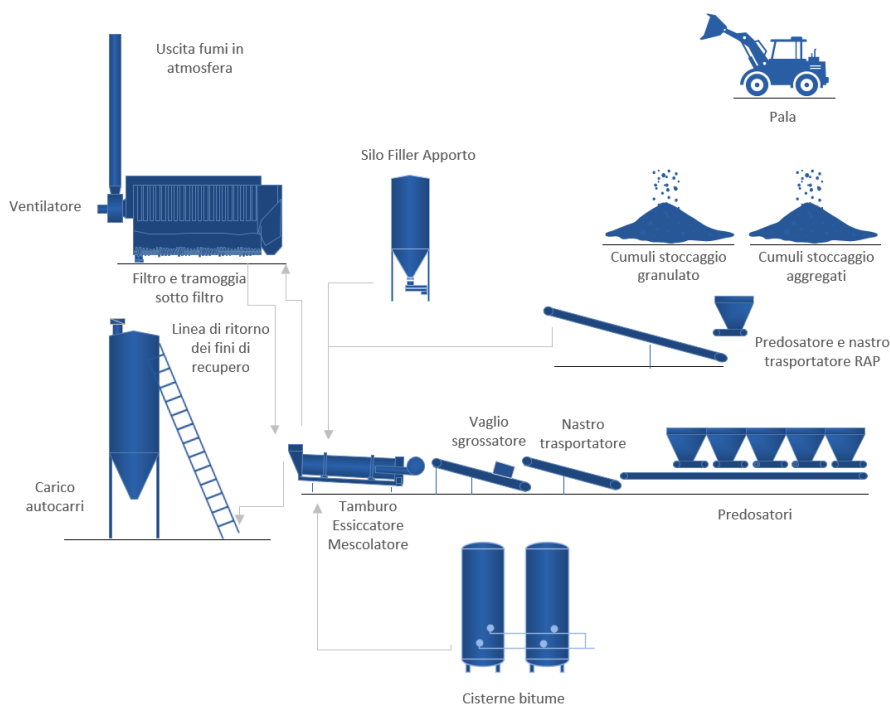 Uscita fumi in
atmosfera
Pala
Silo Filler Apporto
Ventilatore
Cumuli stoccaggio
granulato
Cumuli stoccaggio
aggregati
Filtro e tramoggia
sotto filtro
Linea di ritorno
dei fini di
recupero
Predosatore e nastro
trasportatore RAP
Vaglio
sgrossatore
Nastro
trasportatore
Carico
autocarri
Tamburo
Essiccatore
Mescolatore
Predosatori
Cisterne bitume